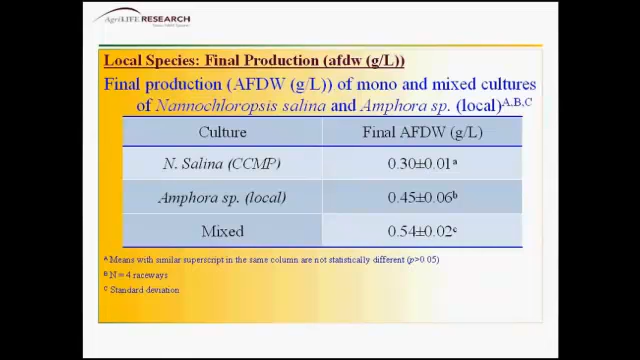 AgriLIFE RESEARCH
Local Species: Final Production (afdw (g/L))
Final production (AFDW (g/L)) of mono and mixed cultures
of Nannochloropsis salina and Amphora sp. (local)A,B,C
Culture Final AFDW (g/L)
N. Salina (CCMP) 0.30±0.01a
Amphora sp. (local) 0.45±0.06b
Mixed 0.54±0.02c
A Means with similar superscript in the same column are not statistically different (p>0.05)
B N = 4 raceways
C Standard deviation